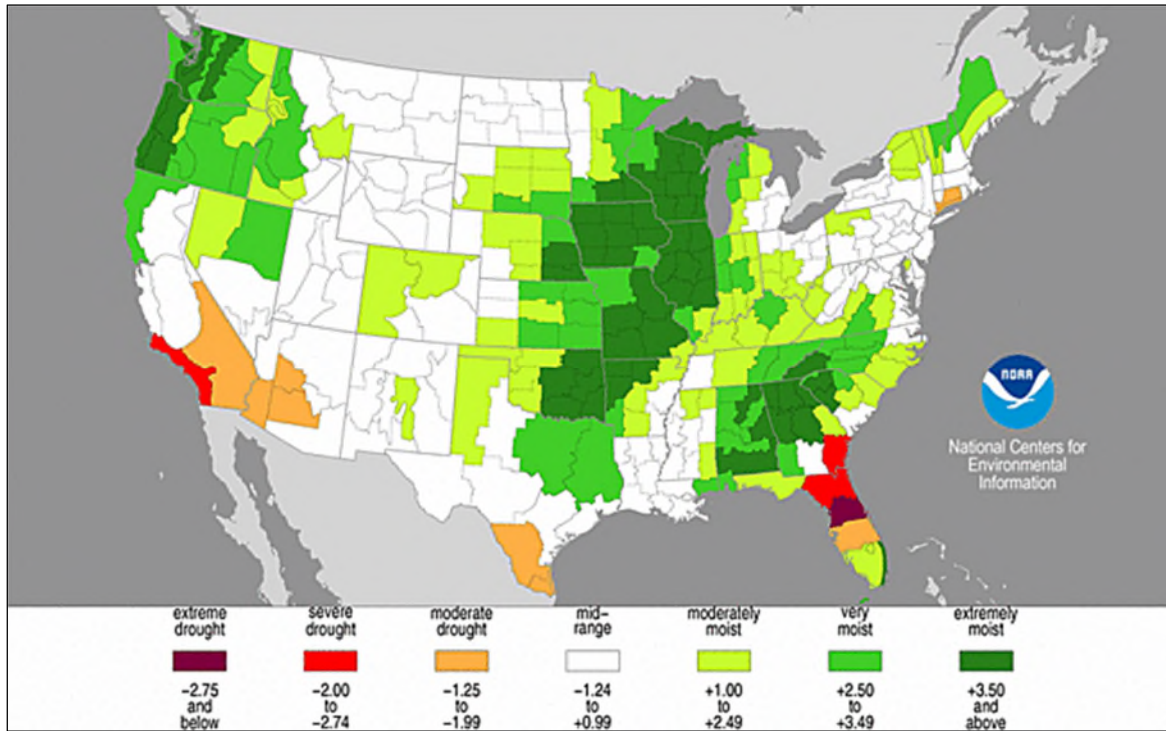 NOAA
National Centers for
Environmental
Information
extreme drought
severe drought
moderate drought
mid-
range
moderately moist
very moist
extremely moist
−2.75 and below
−2.00 to −2.74
−1.25 to −1.99
−1.24 to +0.99
+1.00 to +2.49
+2.50 to +3.49
+3.50 and above